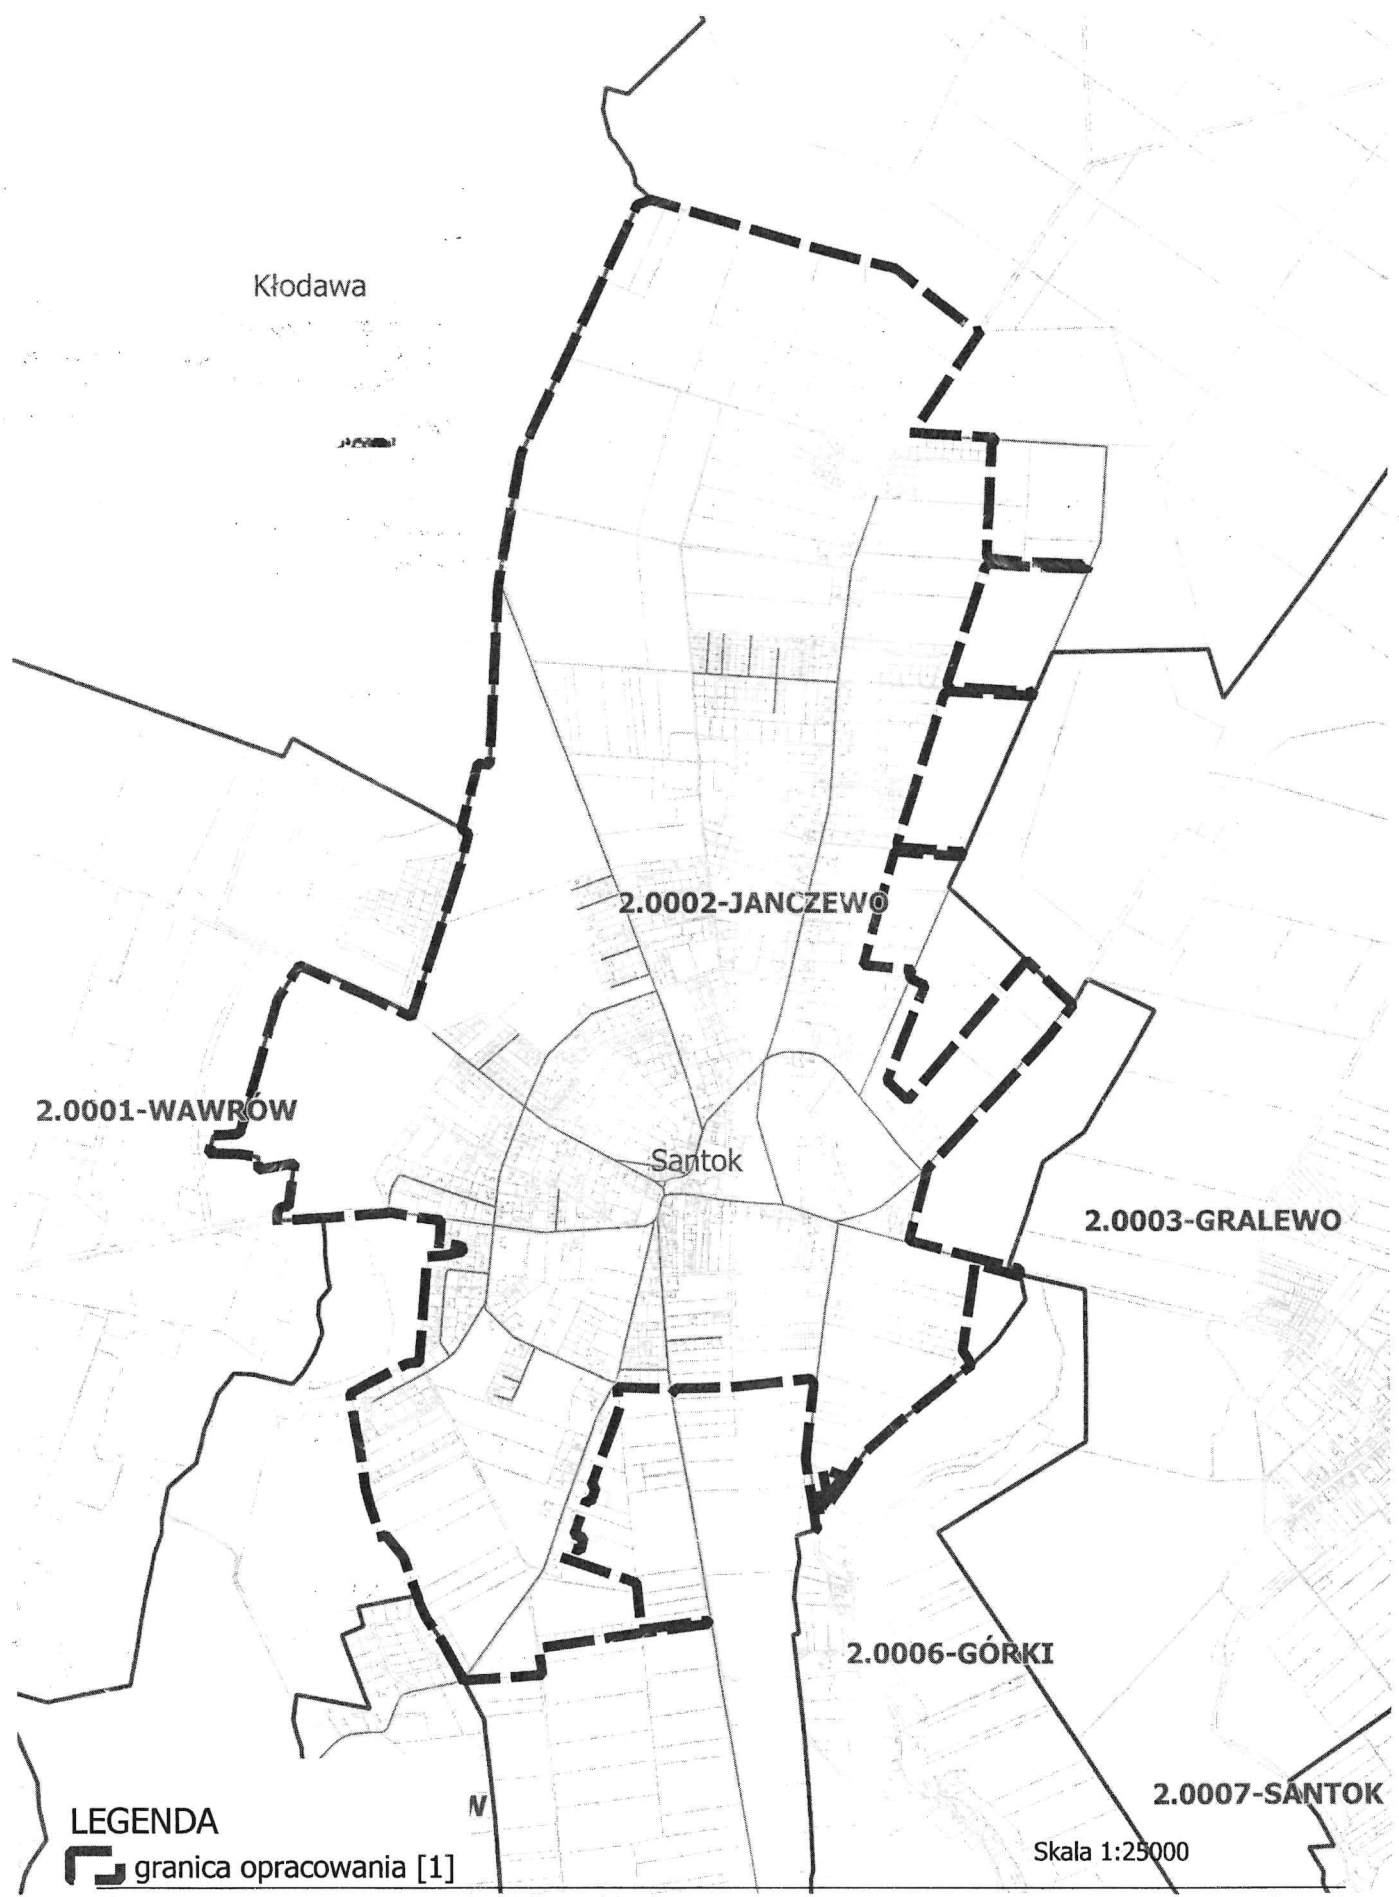 Kłodawa
2.0002-JANCZEWO
2.0001-WAWRÓW
Santok
2.0003-GRALEWO
2.0006-GÓRKI
2.0007-SANTOK
LEGENDA
granica opracowania [1]
Skala 1:25000